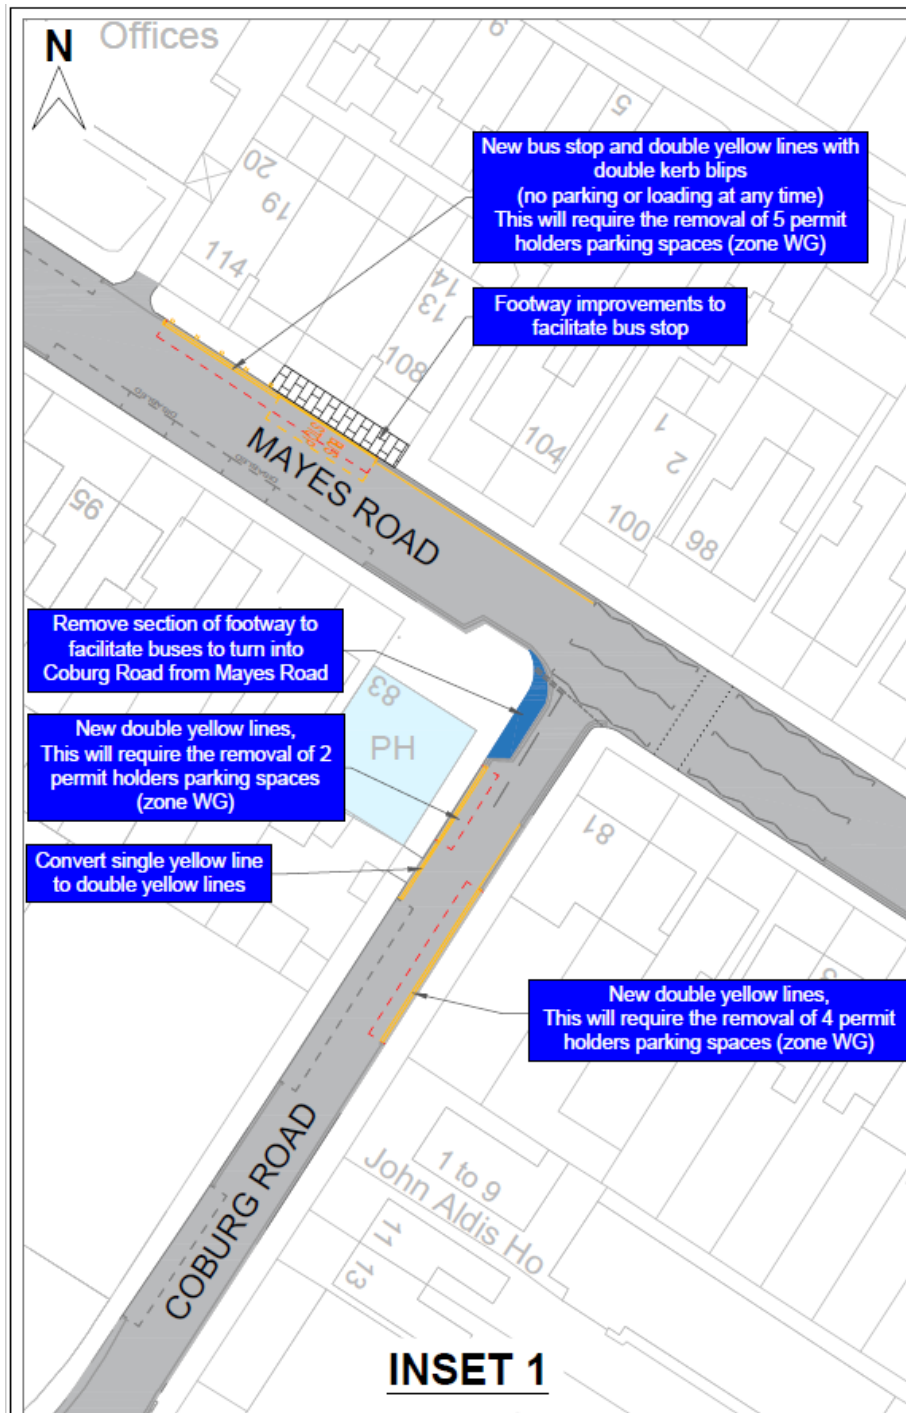 Offices
N
9
5
New bus stop and double yellow lines with
double kerb blips
(no parking or loading at any time)
This will require the removal of 5 permit
holders parking spaces (zone WG)
20
19
114
14
13
108
Footway improvements to
facilitate bus stop
104
1
2
100
98
MAYES ROAD
95
Remove section of footway to
facilitate buses to turn into
Coburg Road from Mayes Road
83
PH
New double yellow lines,
This will require the removal of 2
permit holders parking spaces
(zone WG)
81
Convert single yellow line
to double yellow lines
3
New double yellow lines,
This will require the removal of 4 permit
holders parking spaces (zone WG)
COBURG ROAD
1 to 9
John Aldis Ho
11
13
INSET 1